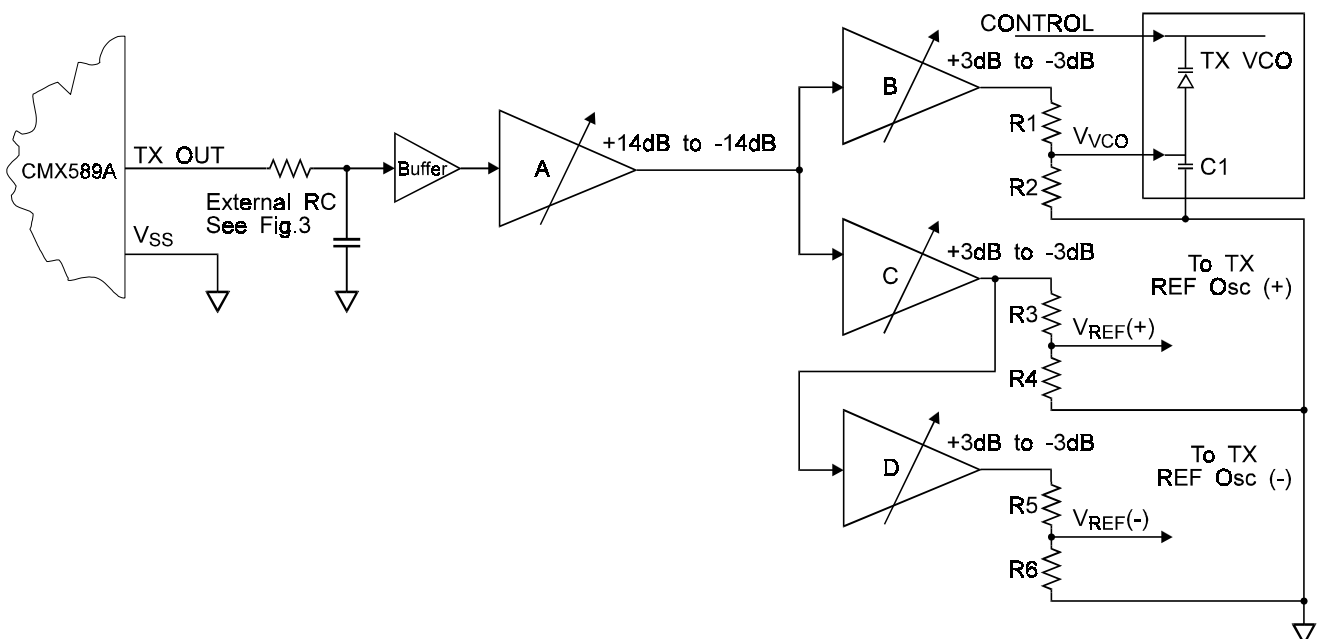 CONTROL
TX VCO
+3dB to -3dB
B
R1
TX OUT
+14dB to -14dB
VVCO
CMX589A
Buffer
A
C1
External RC
See Fig.3
R2
VSS
+3dB to -3dB
To TX
REF Osc (+)
C
R3
VREF(+)
R4
+3dB to -3dB
To TX
REF Osc (-)
D
R5
VREF(-)
R6